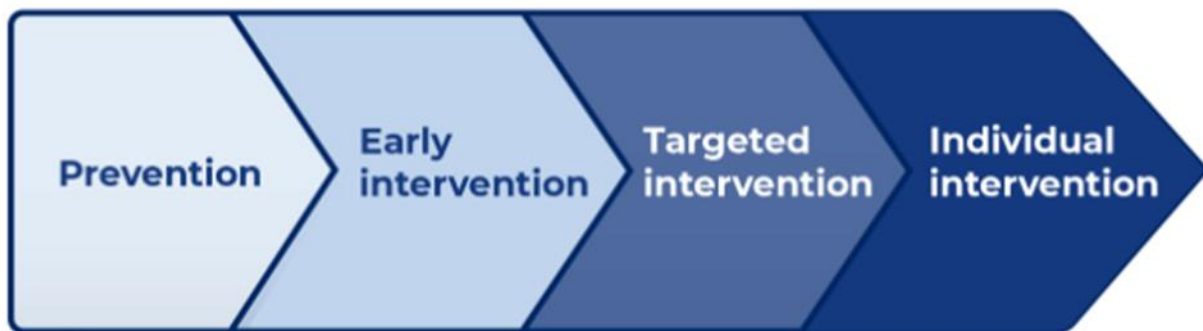 Prevention
Early
intervention
Targeted
intervention
Individual
intervention